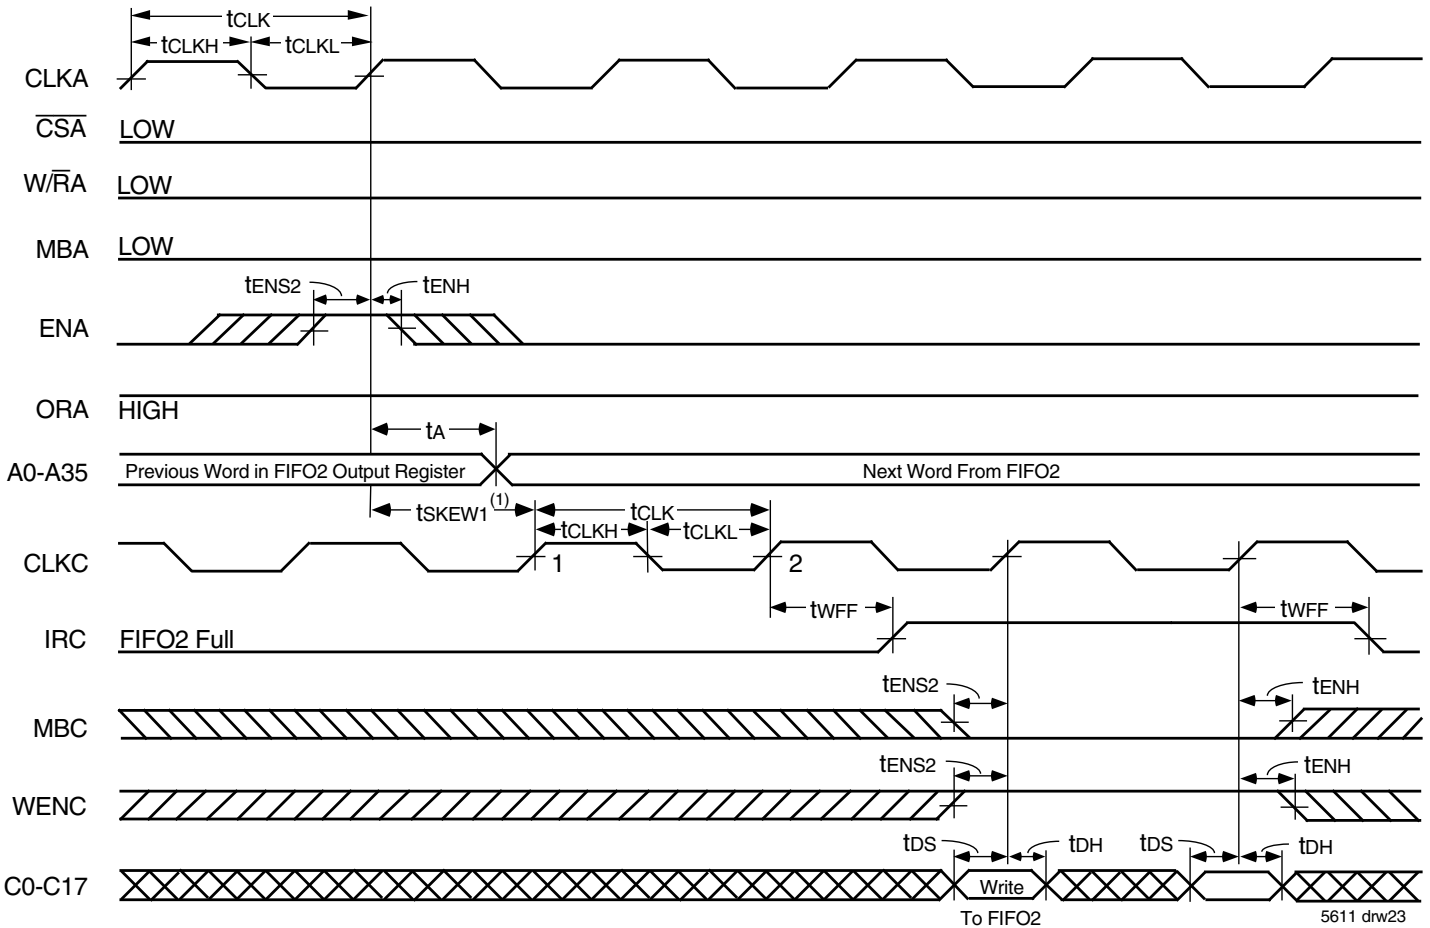 tCLK
tCLKH
tCLKL
CLKA
CSA
LOW
W/RA
LOW
MBA
LOW
tENS2
tENH
ENA
ORA
HIGH
tA
A0-A35
Previous Word in FIFO2 Output Register
Next Word From FIFO2
tSKEW1(1)
tCLK
tCLKH
tCLKL
CLKC
1
2
tWFF
tWFF
IRC
FIFO2 Full
tENS2
tENH
MBC
tENS2
tENH
WENC
tDS
tDH
tDS
tDH
C0-C17
Write
To FIFO2
5611 drw23